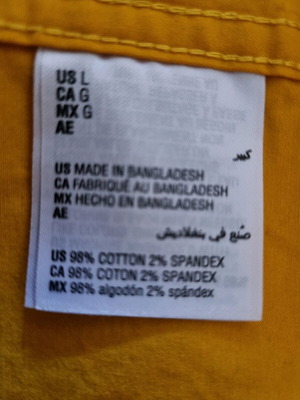 US L
CA G
MX G
AE
كبير
US MADE IN BANGLADESH
CA FABRIQUÉ AU BANGLADESH
MX HECHO EN BANGLADESH
AE
صُنع في بنغلاديش
US 98% COTTON 2% SPANDEX
CA 98% COTON 2% SPANDEX
MX 98% algodón 2% spándex